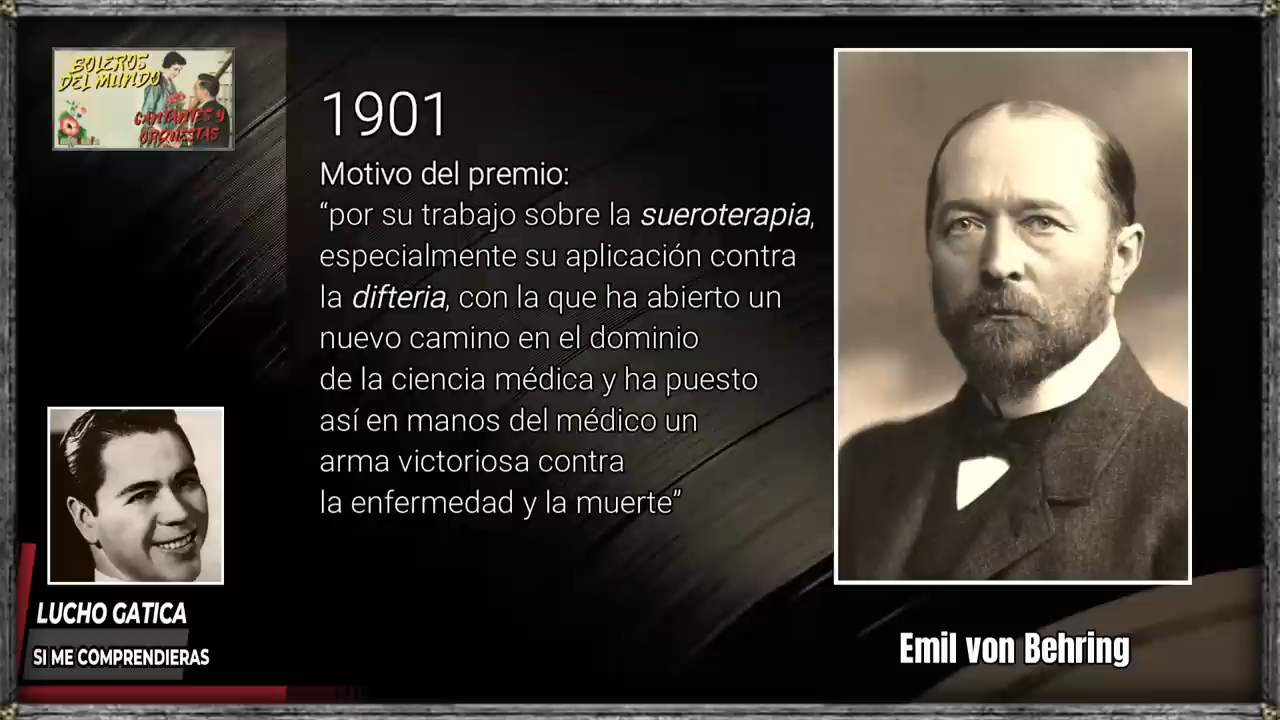 BOLEROS
DEL MUNDO
CANTANTES Y
ORQUESTAS
1901
Motivo del premio:
“por su trabajo sobre la sueroterapia,
especialmente su aplicación contra
la difteria, con la que ha abierto un
nuevo camino en el dominio
de la ciencia médica y ha puesto
así en manos del médico un
arma victoriosa contra
la enfermedad y la muerte”
LUCHO GATICA
SI ME COMPRENDIERAS
Emil von Behring